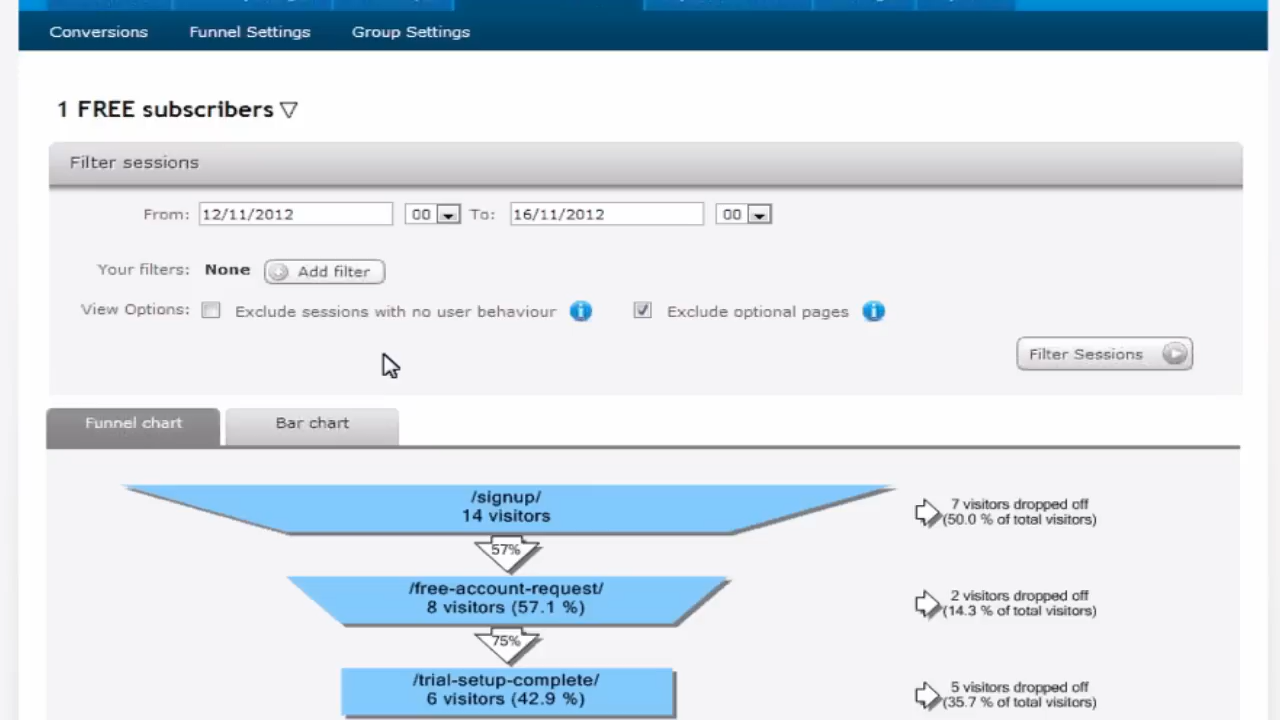 Conversions Funnel Settings Group Settings
1 FREE subscribers
Filter sessions
From: 12/11/2012 00 To: 16/11/2012 00
Your filters: None Add filter
View Options: Exclude sessions with no user behaviour Exclude optional pages
Filter Sessions
Funnel chart Bar chart
/signup/
14 visitors
7 visitors dropped off
(50.0 % of total visitors)
57%
/free-account-request/
8 visitors (57.1 %)
2 visitors dropped off
(14.3 % of total visitors)
75%
/trial-setup-complete/
6 visitors (42.9 %)
5 visitors dropped off
(35.7 % of total visitors)